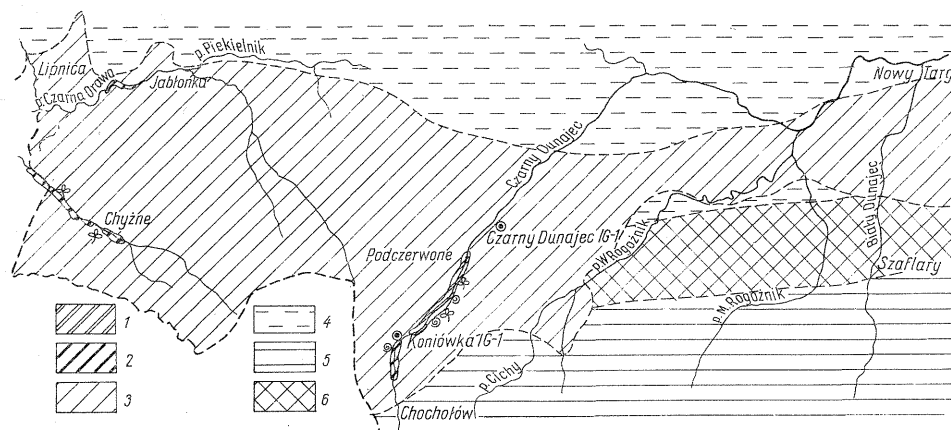 Lipnica
p. Czarna Orawa
Jabłonka
p. Piekielnik
Nowy Targ
Czarny Dunajec
Chyżne
Podczerwone
Czarny Dunajec IG-1
p. W. Rogoźnik
Biały Dunajec
Szaflary
p. M. Rogoźnik
Koniówka IG-1
p. Cichy
Chochołów
1
2
3
4
5
6